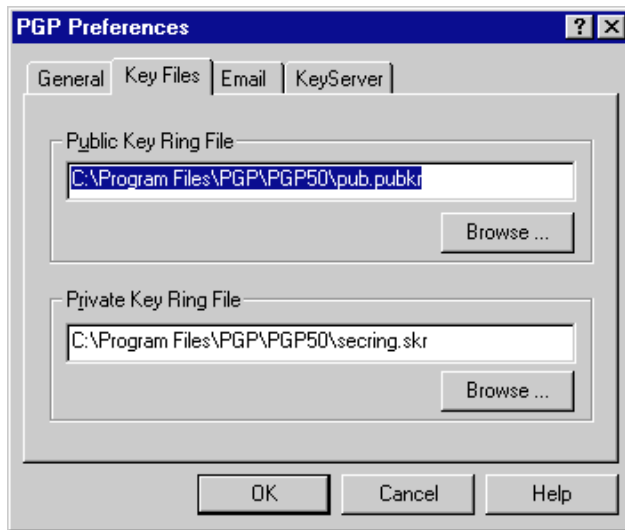 PGP Preferences
General Key Files Email KeyServer
Public Key Ring File
C:\Program Files\PGP\PGP50\pub.pubkr
Browse ...
Private Key Ring File
C:\Program Files\PGP\PGP50\secring.skr
Browse ...
OK Cancel Help